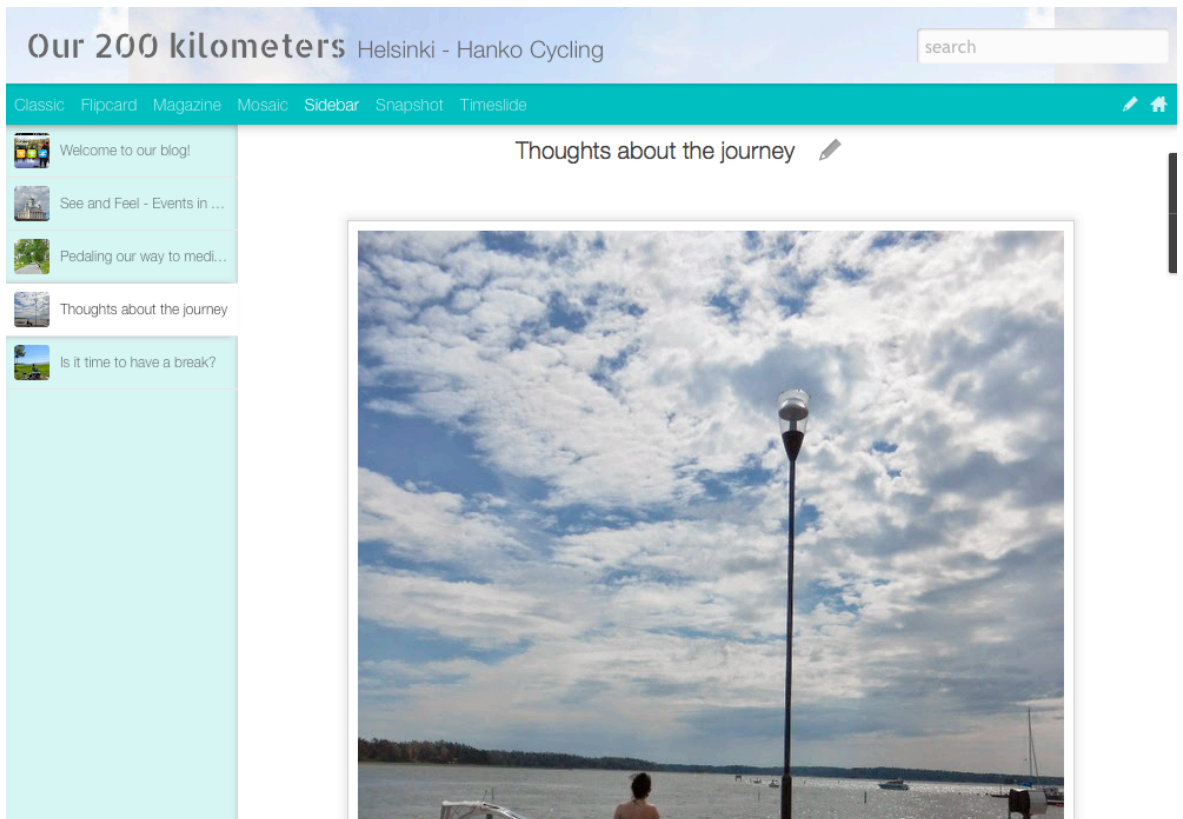 Our 200 kilometers Helsinki - Hanko Cycling
search
Classic Flipcard Magazine Mosaic Sidebar Snapshot Timeslide
Welcome to our blog!
See and Feel - Events in ...
Pedaling our way to medi...
Thoughts about the journey
Is it time to have a break?
Thoughts about the journey